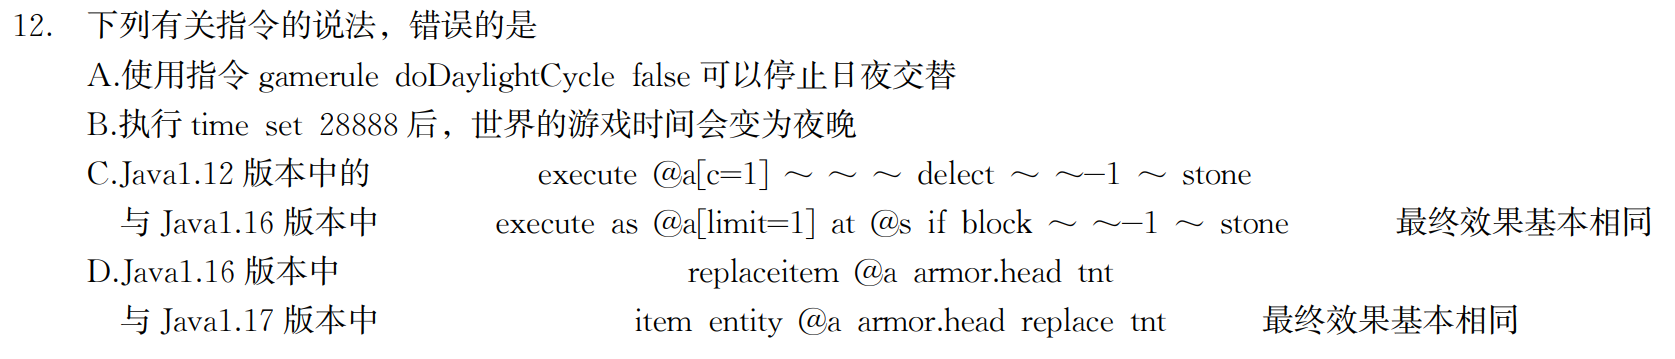 12. 下列有关指令的说法，错误的是
A.使用指令 gamerule doDaylightCycle false 可以停止日夜交替
B.执行 time set 28888 后，世界的游戏时间会变为夜晚
C.Java1.12 版本中的 execute @a[c=1] ～ ～ ～ delect ～ ～−1 ～ stone
与 Java1.16 版本中 execute as @a[limit=1] at @s if block ～ ～−1 ～ stone 最终效果基本相同
D.Java1.16 版本中 replaceitem @a armor.head tnt
与 Java1.17 版本中 item entity @a armor.head replace tnt 最终效果基本相同